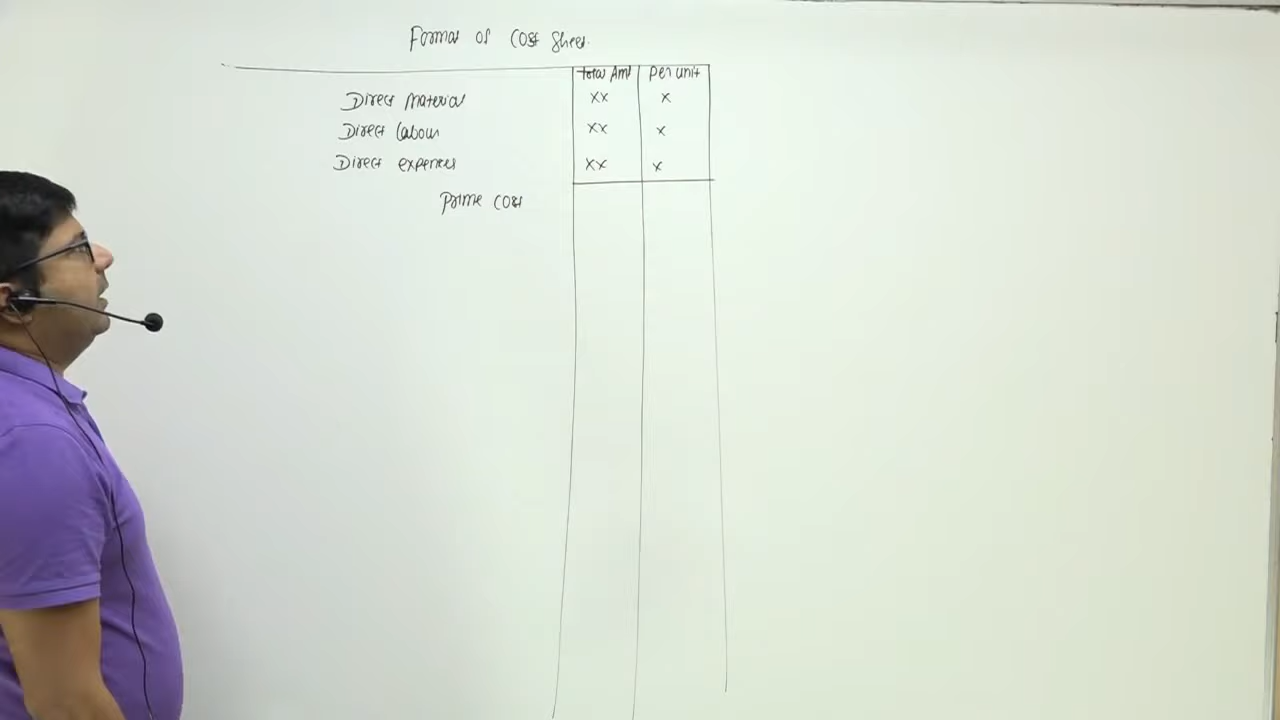 Format of Cost Sheet.
Total Amt Per unit
Direct Material XX X
Direct labour XX X
Direct expenses XX X
Prime Cost